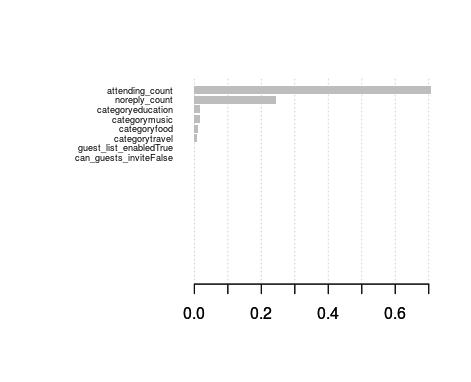 attending_count
noreply_count
categoryeducation
categorymusic
categoryfood
categorytravel
guest_list_enabledTrue
can_guests_inviteFalse
0.0 0.2 0.4 0.6